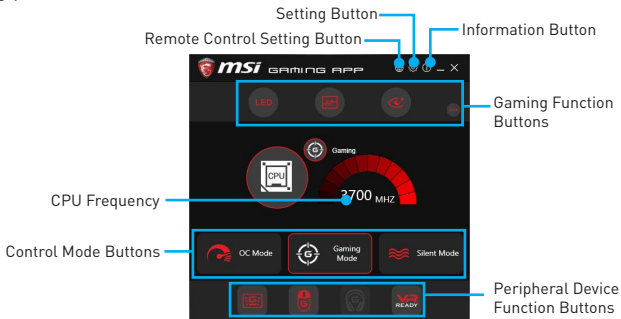 Setting Button
Remote Control Setting Button
Information Button
msi GAMING APP
LED
Gaming Function
Buttons
G
Gaming
CPU
CPU Frequency
3700 MHZ
Control Mode Buttons
OC Mode
G
Gaming
Mode
Silent Mode
G
G
G
VR
READY
Peripheral Device
Function Buttons